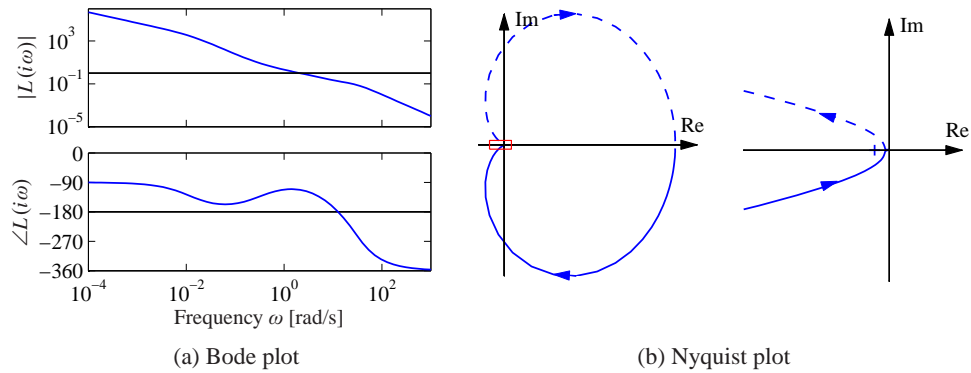 |L(iω)|
10^3
10^−1
10^−5
∠L(iω)
0
−90
−180
−270
−360
10^−4
10^−2
10^0
10^2
Frequency ω [rad/s]
(a) Bode plot
Im
Re
Im
Re
(b) Nyquist plot